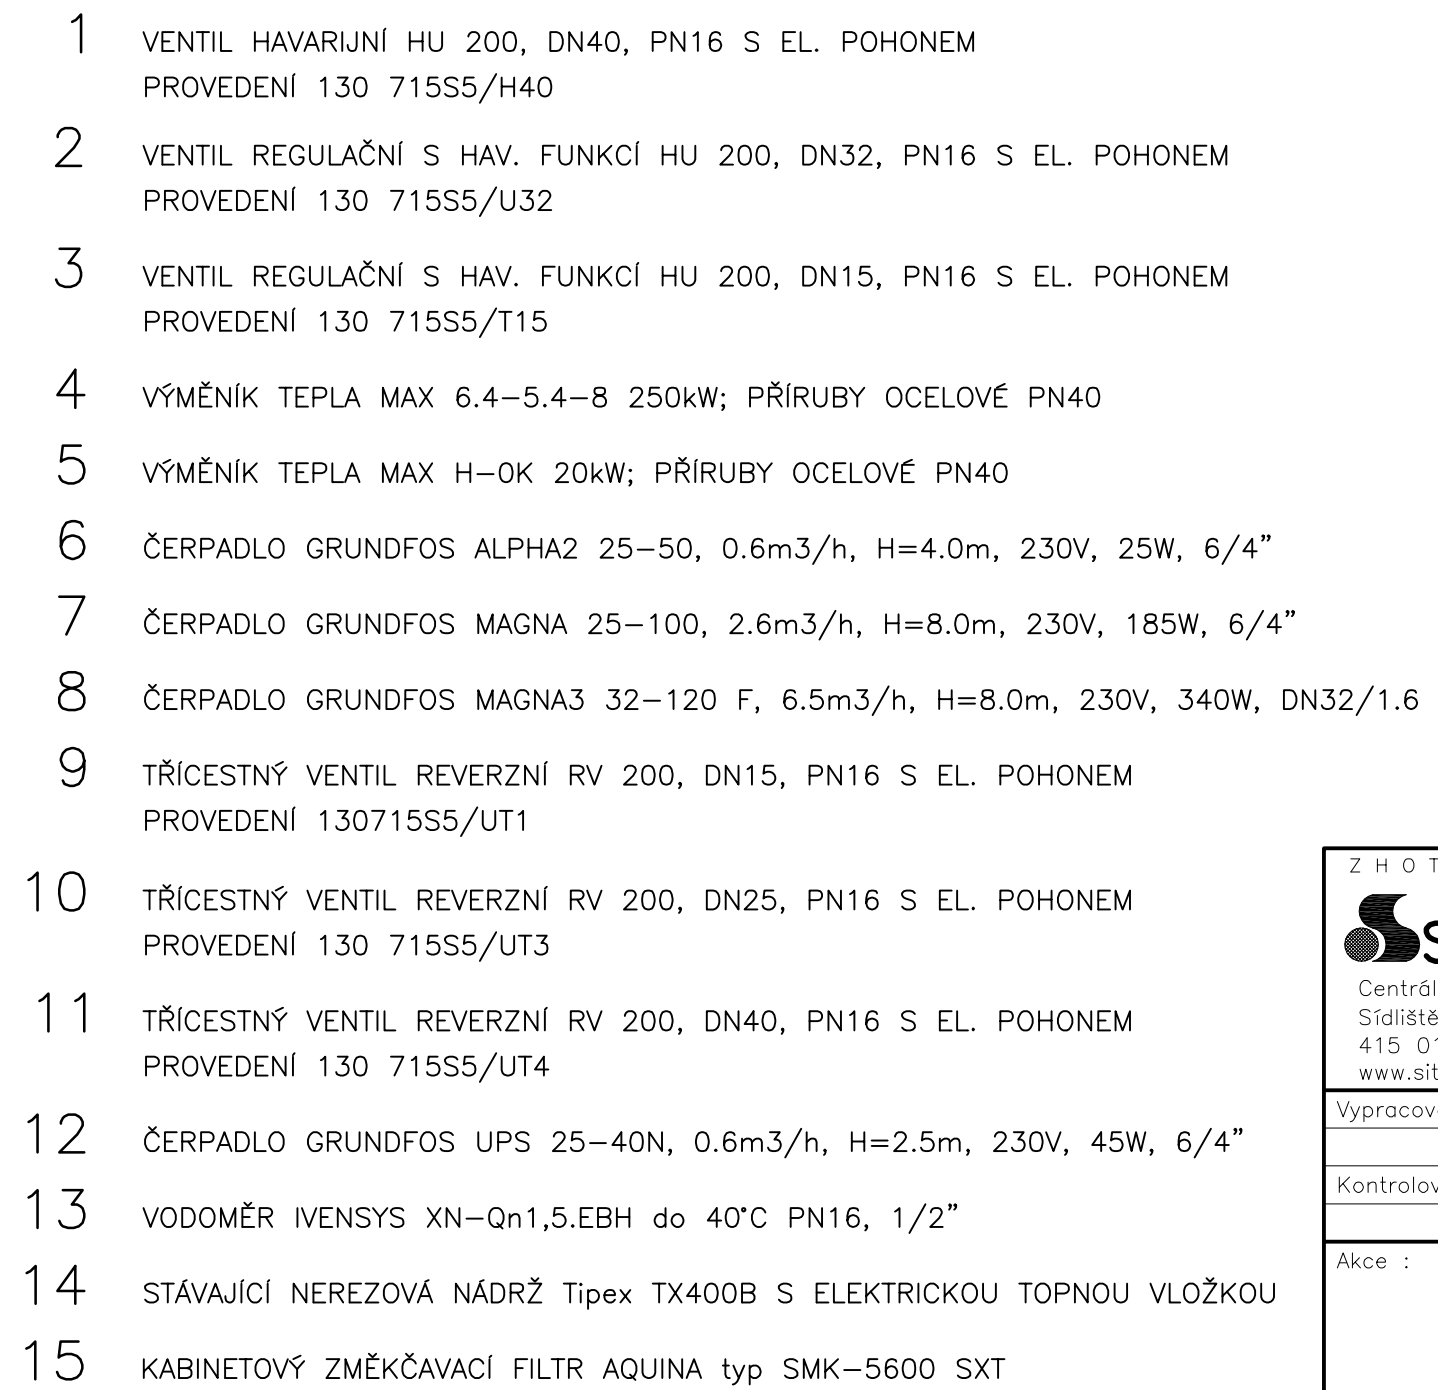 1 VENTIL HAVARIJNÍ HU 200, DN40, PN16 S EL. POHONEM
PROVEDENÍ 130 715S5/H40
2 VENTIL REGULAČNÍ S HAV. FUNKCÍ HU 200, DN32, PN16 S EL. POHONEM
PROVEDENÍ 130 715S5/U32
3 VENTIL REGULAČNÍ S HAV. FUNKCÍ HU 200, DN15, PN16 S EL. POHONEM
PROVEDENÍ 130 715S5/T15
4 VÝMĚNÍK TEPLA MAX 6.4-5.4-8 250kW; PŘÍRUBY OCELOVÉ PN40
5 VÝMĚNÍK TEPLA MAX H-0K 20kW; PŘÍRUBY OCELOVÉ PN40
6 ČERPADLO GRUNDFOS ALPHA2 25-50, 0.6m3/h, H=4.0m, 230V, 25W, 6/4”
7 ČERPADLO GRUNDFOS MAGNA 25-100, 2.6m3/h, H=8.0m, 230V, 185W, 6/4”
8 ČERPADLO GRUNDFOS MAGNA3 32-120 F, 6.5m3/h, H=8.0m, 230V, 340W, DN32/1.6
9 TŘÍCESTNÝ VENTIL REVERZNÍ RV 200, DN15, PN16 S EL. POHONEM
PROVEDENÍ 130715S5/UT1
10 TŘÍCESTNÝ VENTIL REVERZNÍ RV 200, DN25, PN16 S EL. POHONEM
PROVEDENÍ 130 715S5/UT3
11 TŘÍCESTNÝ VENTIL REVERZNÍ RV 200, DN40, PN16 S EL. POHONEM
PROVEDENÍ 130 715S5/UT4
12 ČERPADLO GRUNDFOS UPS 25-40N, 0.6m3/h, H=2.5m, 230V, 45W, 6/4”
13 VODOMĚR IVENSYS XN-Qn1,5.EBH do 40°C PN16, 1/2”
14 STÁVAJÍCÍ NEREZOVÁ NÁDRŽ Tipex TX400B S ELEKTRICKOU TOPNOU VLOŽKOU
15 KABINETOVÝ ZMĚKČAVACÍ FILTR AQUINA typ SMK-5600 SXT
Z H O T
Centrál
Sídliště
415 01
www.sit
Vypracov
Kontrolov
Akce :